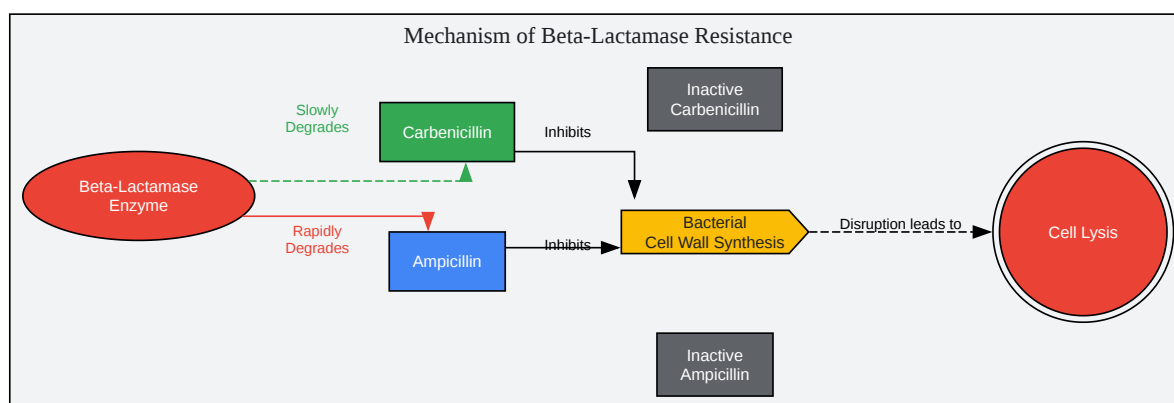 Mechanism of Beta-Lactamase Resistance
Inactive
Carbenicillin
Slowly
Degrades
Carbenicillin
Inhibits
Beta-Lactamase
Enzyme
Rapidly
Degrades
Ampicillin
Inhibits
Bacterial
Cell Wall Synthesis
Disruption leads to
Cell Lysis
Inactive
Ampicillin